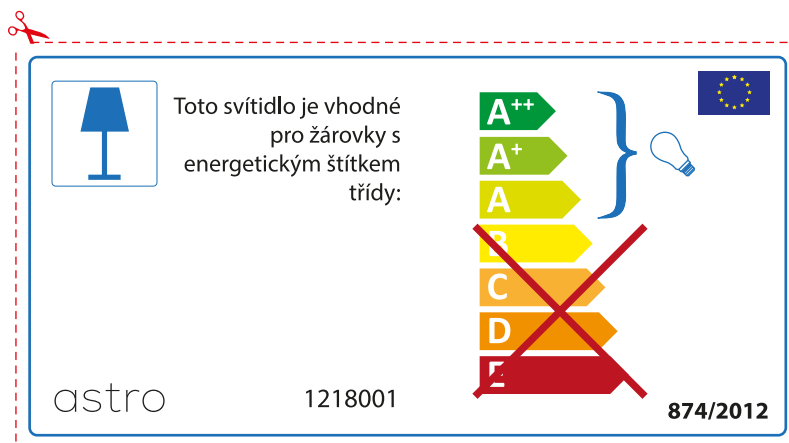 Toto svítidlo je vhodné
pro žárovky s
energetickým štítkem
třídy:
A++
A+
A
B
C
D
E
astro
1218001
874/2012